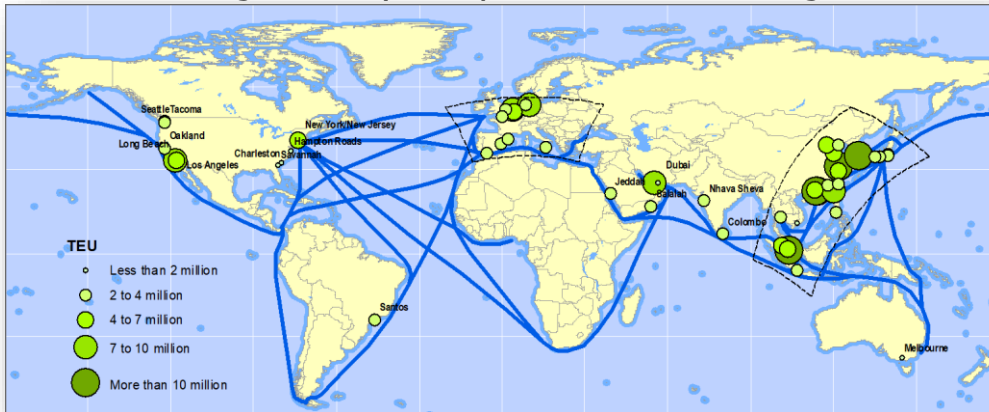 Seattle Tacoma
Oakland
Long Beach
Los Angeles
New York/New Jersey
Hampton Roads
Charleston
Savannah
Dubai
Jeddah
Salalah
Nhava Sheva
Colombo
Santos
Melbourne
TEU
Less than 2 million
2 to 4 million
4 to 7 million
7 to 10 million
More than 10 million